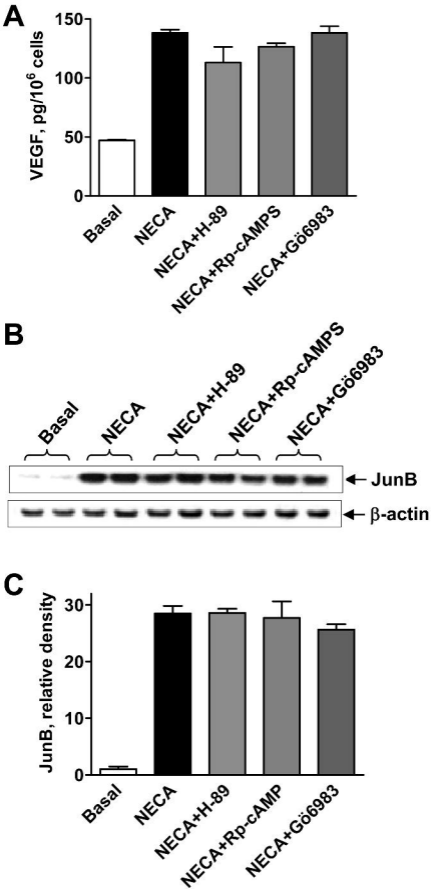 A
VEGF, pg/10⁶ cells
150
100
50
0
Basal
NECA
NECA+H-89
NECA+Rp-cAMPS
NECA+Gö6983
B
Basal
NECA
NECA+H-89
NECA+Rp-cAMPS
NECA+Gö6983
JunB
β-actin
C
JunB, relative density
30
20
10
0
Basal
NECA
NECA+H-89
NECA+Rp-cAMP
NECA+Gö6983